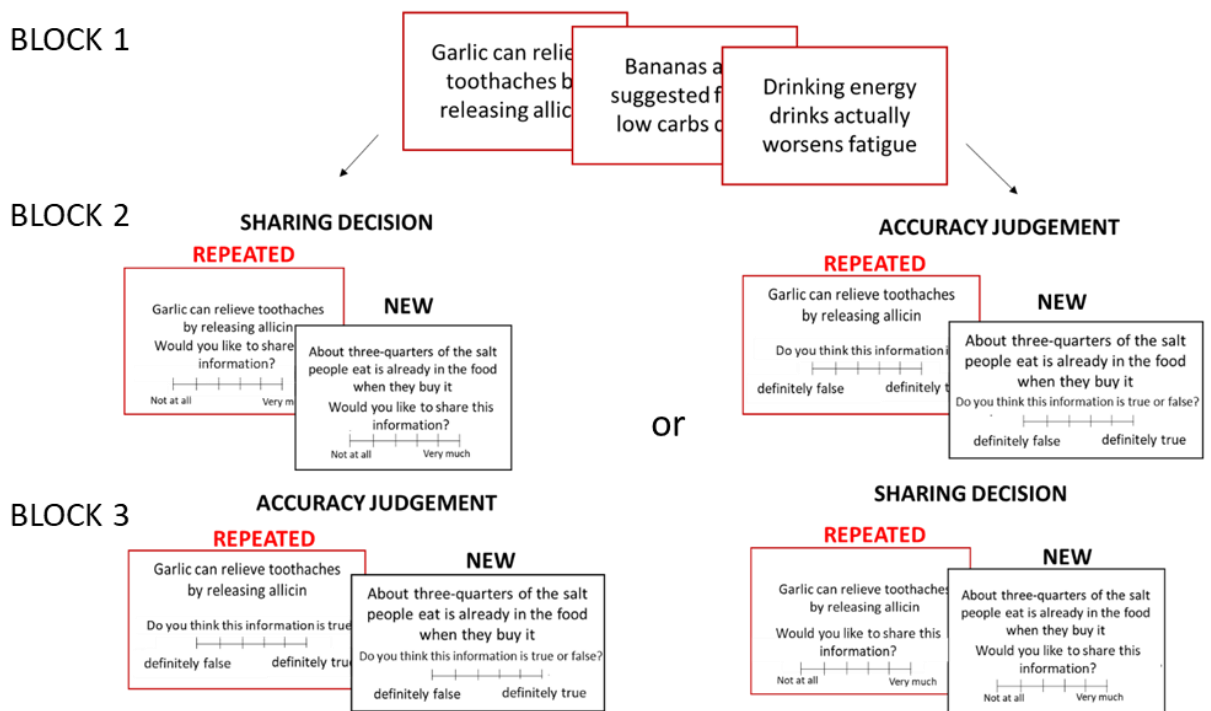 BLOCK 1
Garlic can relie
toothaches b
releasing allic
Bananas a
suggested f
low carbs
Drinking energy
drinks actually
worsens fatigue
BLOCK 2
SHARING DECISION
REPEATED
Garlic can relieve toothaches
by releasing allicin
Would you like to share
information?
Not at all Very m
NEW
About three-quarters of the salt
people eat is already in the food
when they buy it
Would you like to share this
information?
Not at all Very much
or
ACCURACY JUDGEMENT
REPEATED
Garlic can relieve toothaches
by releasing allicin
Do you think this information i
definitely false definitely t
NEW
About three-quarters of the salt
people eat is already in the food
when they buy it
Do you think this information is true or false?
definitely false definitely true
BLOCK 3
ACCURACY JUDGEMENT
REPEATED
Garlic can relieve toothaches
by releasing allicin
Do you think this information is true
definitely false definitely true
NEW
About three-quarters of the salt
people eat is already in the food
when they buy it
Do you think this information is true or false?
definitely false definitely true
SHARING DECISION
REPEATED
Garlic can relieve toothaches
by releasing allicin
Would you like to share this
information?
Not at all Very much
NEW
About three-quarters of the salt
people eat is already in the food
when they buy it
Would you like to share this
information?
Not at all Very much